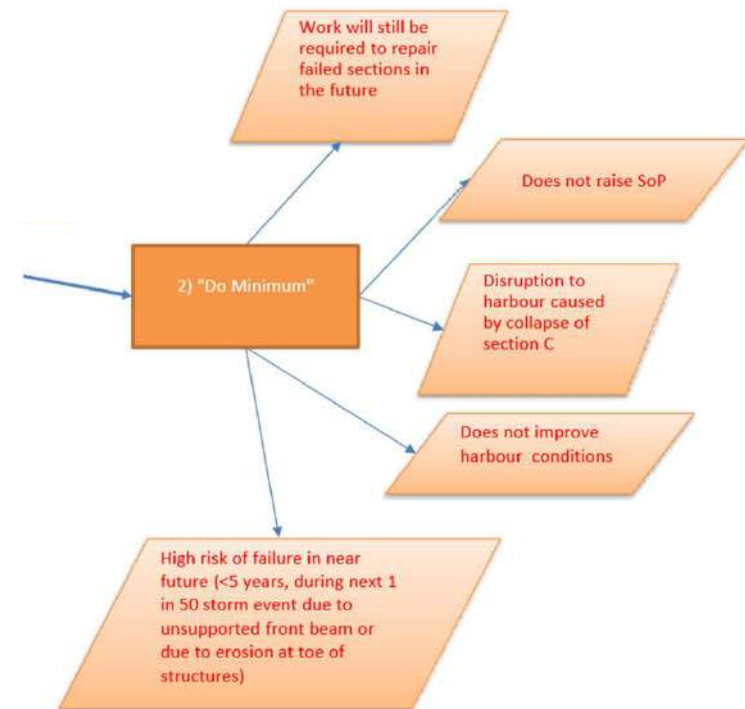 Work will still be
required to repair
failed sections in
the future
Does not raise SoP
2) "Do Minimum"
Disruption to
harbour caused
by collapse of
section C
Does not improve
harbour conditions
High risk of failure in near
future (<5 years, during next 1
in 50 storm event due to
unsupported front beam or
due to erosion at toe of
structures)